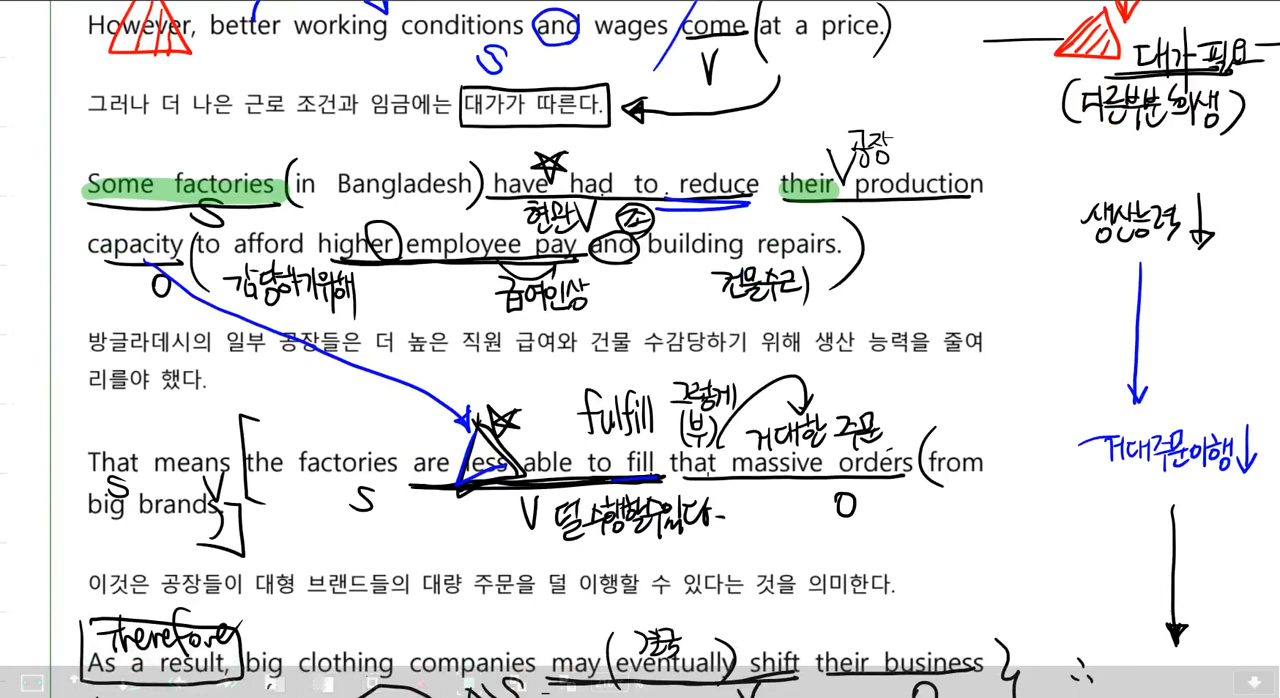 However, better working conditions and wages come (at a price.)
S
V
대가 필요
(다른부분 희생)
그러나 더 나은 근로 조건과 임금에는 대가가 따른다.
공장
Some factories (in Bangladesh) have had to reduce their production
S
현완V
조
생산능력↓
capacity (to afford higher employee pay and building repairs.)
O
감당하기위해
급여인상
건물수리
방글라데시의 일부 공장들은 더 높은 직원 급여와 건물 수감당하기 위해 생산 능력을 줄여
리를야 했다.
fulfill
그렇게
(부)
거대한 주문
거대주문이행↓
That means the factories are less able to fill that massive orders (from
S
V
S
V
덜 수행할수있다.
O
big brands.)
이것은 공장들이 대형 브랜드들의 대량 주문을 덜 이행할 수 있다는 것을 의미한다.
Therefore
(결국
As a result, big clothing companies may (eventually) shift their business
S
V
O
∴